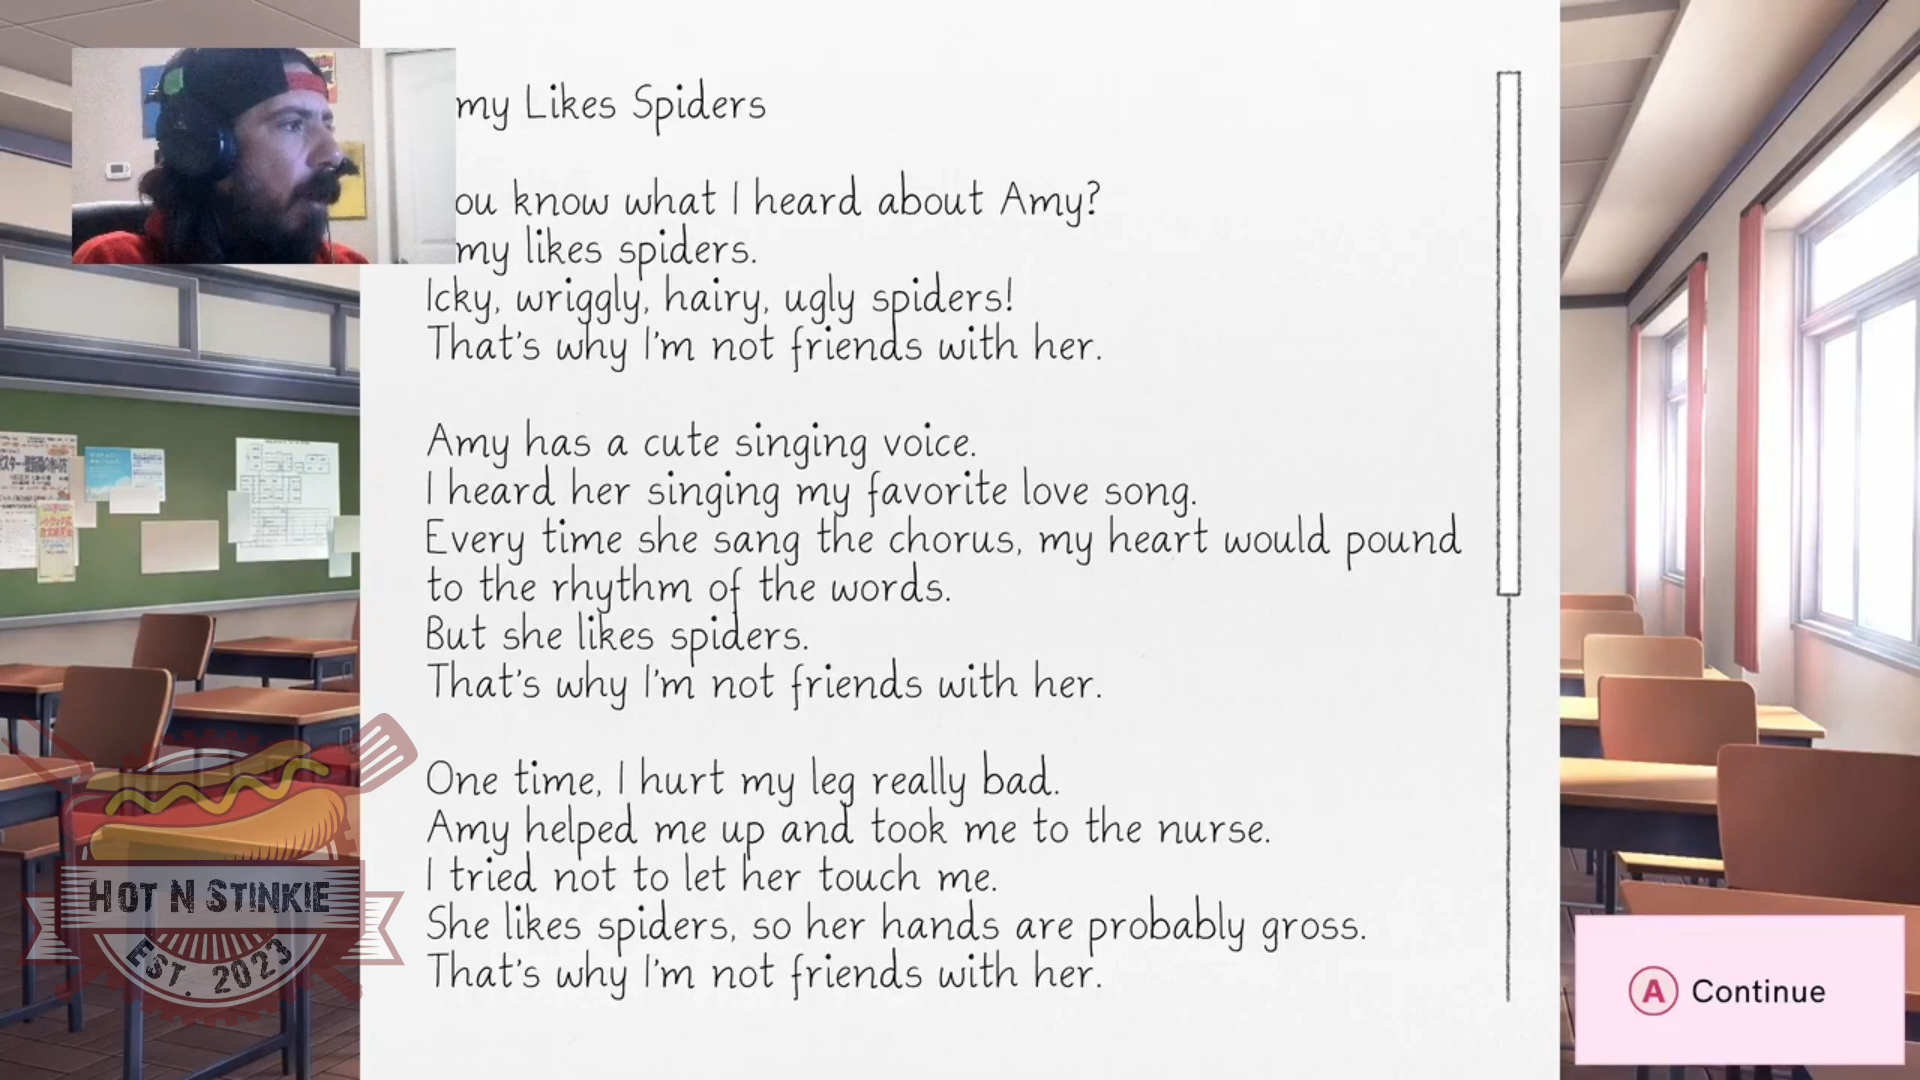 my Likes Spiders
ou know what I heard about Amy?
my likes spiders.
Icky, wriggly, hairy, ugly spiders!
That's why I'm not friends with her.
Amy has a cute singing voice.
I heard her singing my favorite love song.
Every time she sang the chorus, my heart would pound
to the rhythm of the words.
But she likes spiders.
That's why I'm not friends with her.
One time, I hurt my leg really bad.
Amy helped me up and took me to the nurse.
I tried not to let her touch me.
She likes spiders, so her hands are probably gross.
That's why I'm not friends with her.
HOT N STINKIE
EST. 2023
A Continue